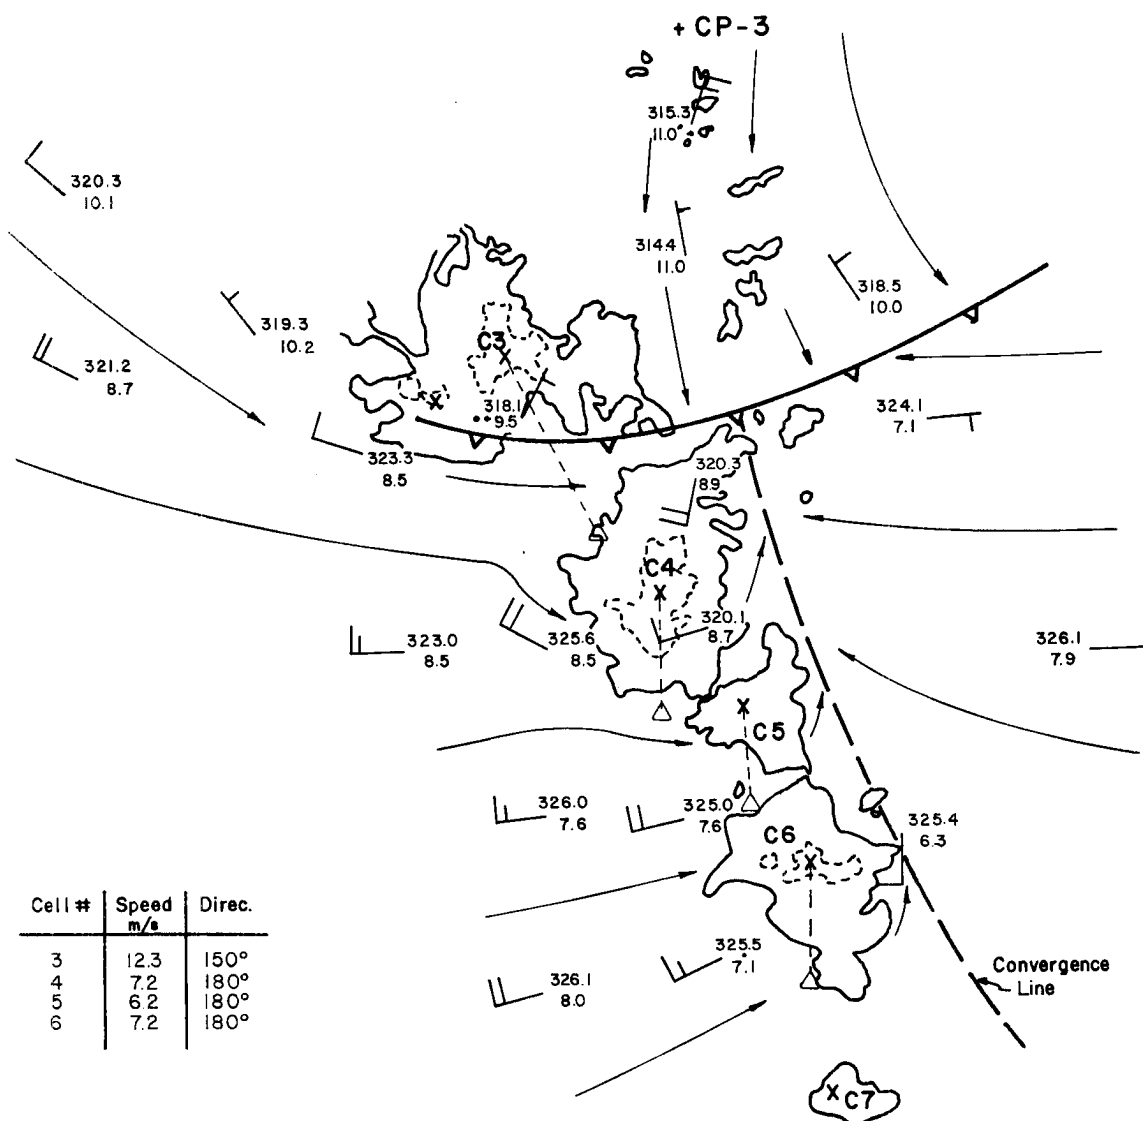 + CP-3
315.3
11.0
320.3
10.1
314.4
11.0
318.5
10.0
319.3
10.2
C3
321.2
8.7
318.1
9.5
324.1
7.1
323.3
8.5
320.3
8.9
C4
320.1
8.7
323.0
8.5
325.6
8.5
326.1
7.9
C5
326.0
7.6
325.0
7.6
325.4
6.3
C6
Cell # Speed m/s Direc.
3 12.3 150°
4 7.2 180°
5 6.2 180°
6 7.2 180°
325.5
7.1
326.1
8.0
Convergence
Line
C7